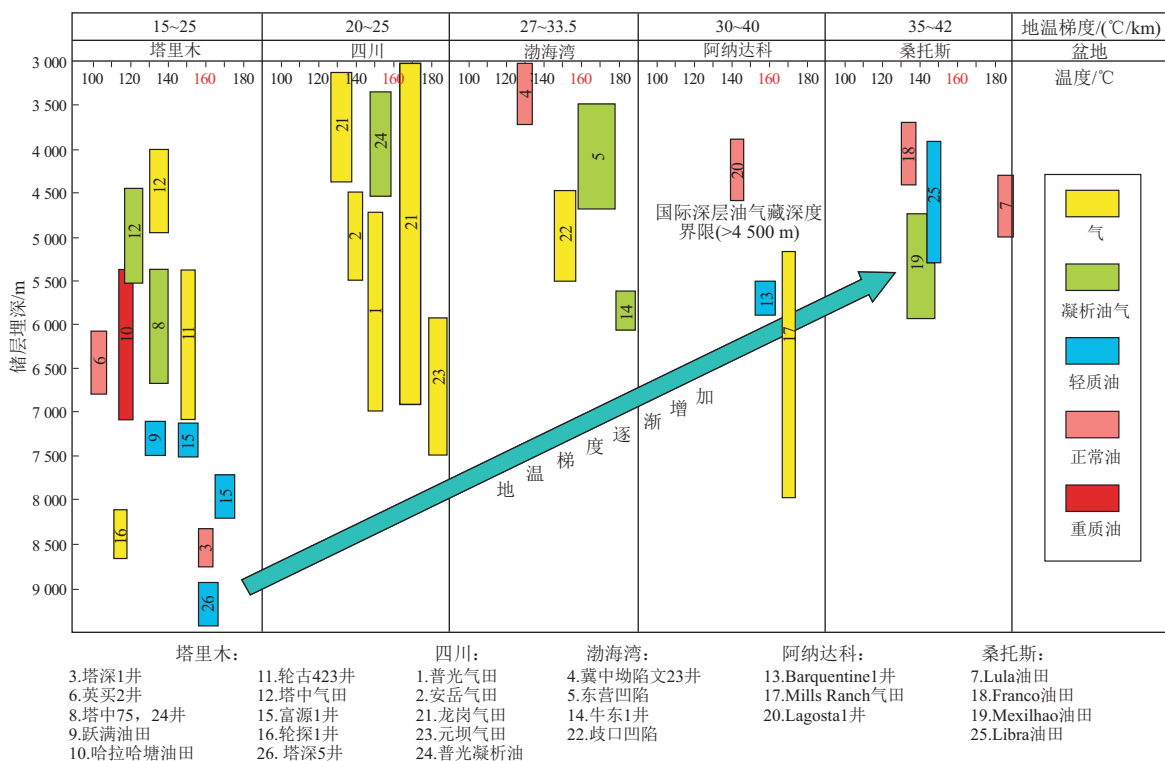 15~25 20~25 27~33.5 30~40 35~42 地温梯度/(℃/km)
塔里木 四川 渤海湾 阿纳达科 桑托斯 盆地
100 120 140 160 180 100 120 140 160 180 100 120 140 160 180 100 120 140 160 180 100 120 140 160 180 温度/℃
储层埋深/m
3 000
3 500
4 000
4 500
5 000
5 500
6 000
6 500
7 000
7 500
8 000
8 500
9 000
6
10
12
12
8
11
9
15
15
16
3
26
21
24
21
2
1
23
4
5
22
14
20
13
17
18
25
19
7
国际深层油气藏深度
界限(>4 500 m)
地温梯度逐渐增加
气
凝析油气
轻质油
正常油
重质油
塔里木： 四川： 渤海湾： 阿纳达科： 桑托斯：
3.塔深1井 11.轮古423井 1.普光气田 4.冀中坳陷文23井 13.Barquentine1井 7.Lula油田
6.英买2井 12.塔中气田 2.安岳气田 5.东营凹陷 17.Mills Ranch气田 18.Franco油田
8.塔中75，24井 15.富源1井 21.龙岗气田 14.牛东1井 20.Lagosta1井 19.Mexilhao油田
9.跃满油田 16.轮探1井 23.元坝气田 22.歧口凹陷 25.Libra油田
10.哈拉哈塘油田 26.塔深5井 24.普光凝析油